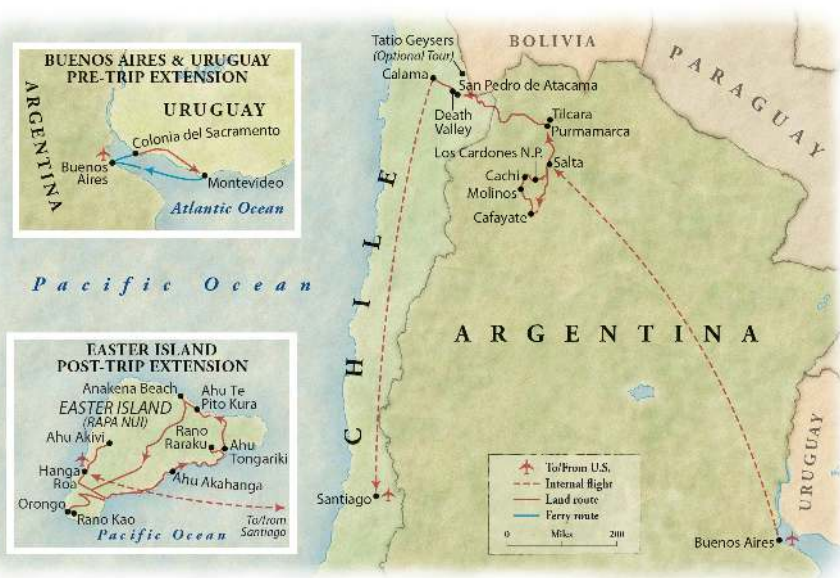 BUENOS AIRES & URUGUAY
PRE-TRIP EXTENSION
ARGENTINA
URUGUAY
Colonia del Sacramento
Buenos
Aires
Montevideo
Atlantic Ocean
Pacific Ocean
EASTER ISLAND
POST-TRIP EXTENSION
Anakena Beach
Ahu Te
Pito Kura
EASTER ISLAND
(RAPA NUI)
Ahu Akivi
Rano
Raraku
Ahu
Tongariki
Hanga
Roa
Ahu Akahanga
Orongo
Rano Kao
To/from
Santiago
Pacific Ocean
Tatio Geysers
(Optional Tour)
BOLIVIA
PARAGUAY
Calama
San Pedro de Atacama
Death
Valley
Tilcara
Purmamarca
Los Cardones N.P.
Salta
Cachi
Molinos
Cafayate
CHILE
ARGENTINA
URUGUAY
Santiago
Buenos Aires
To/From U.S.
Internal flight
Land route
Ferry route
0 Miles 200